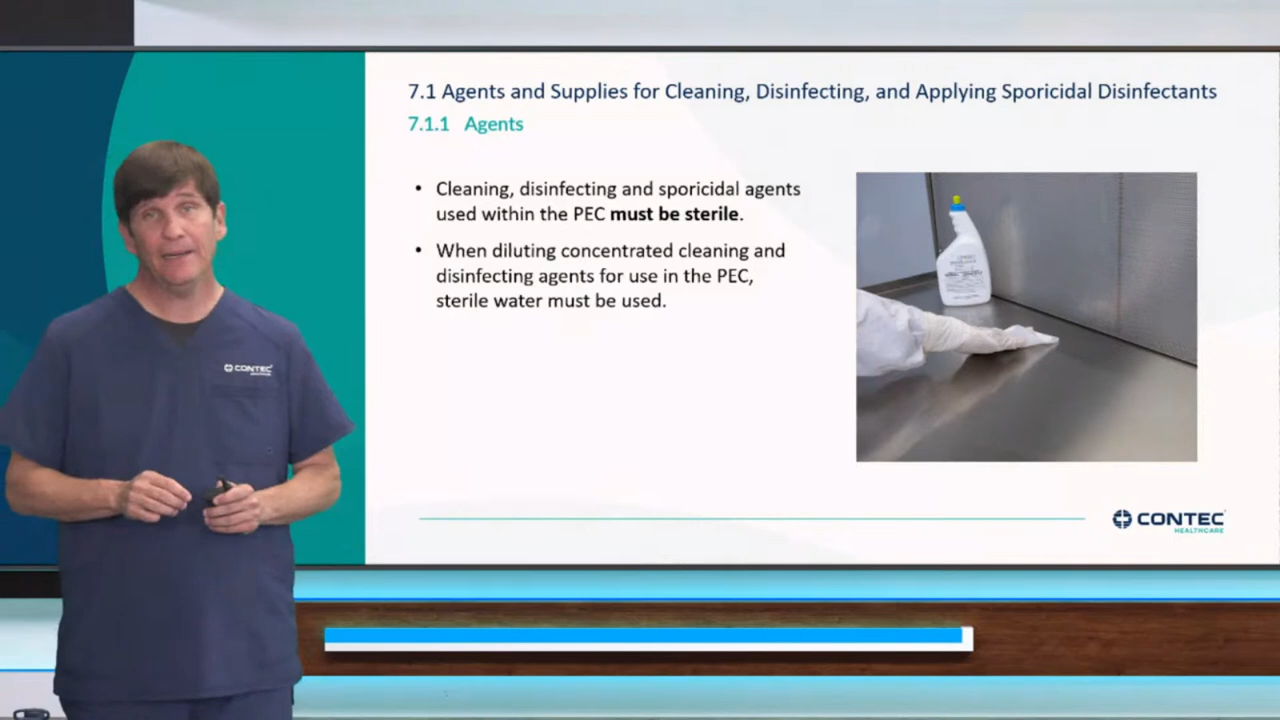 7.1 Agents and Supplies for Cleaning, Disinfecting, and Applying Sporicidal Disinfectants
7.1.1 Agents
• Cleaning, disinfecting and sporicidal agents
used within the PEC must be sterile.
• When diluting concentrated cleaning and
disinfecting agents for use in the PEC,
sterile water must be used.
CONTEC
HEALTHCARE
CONTEC
HEALTHCARE